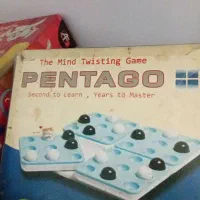 The Mind Twisting Game
PENTAGO
Second to Learn , Years to Master